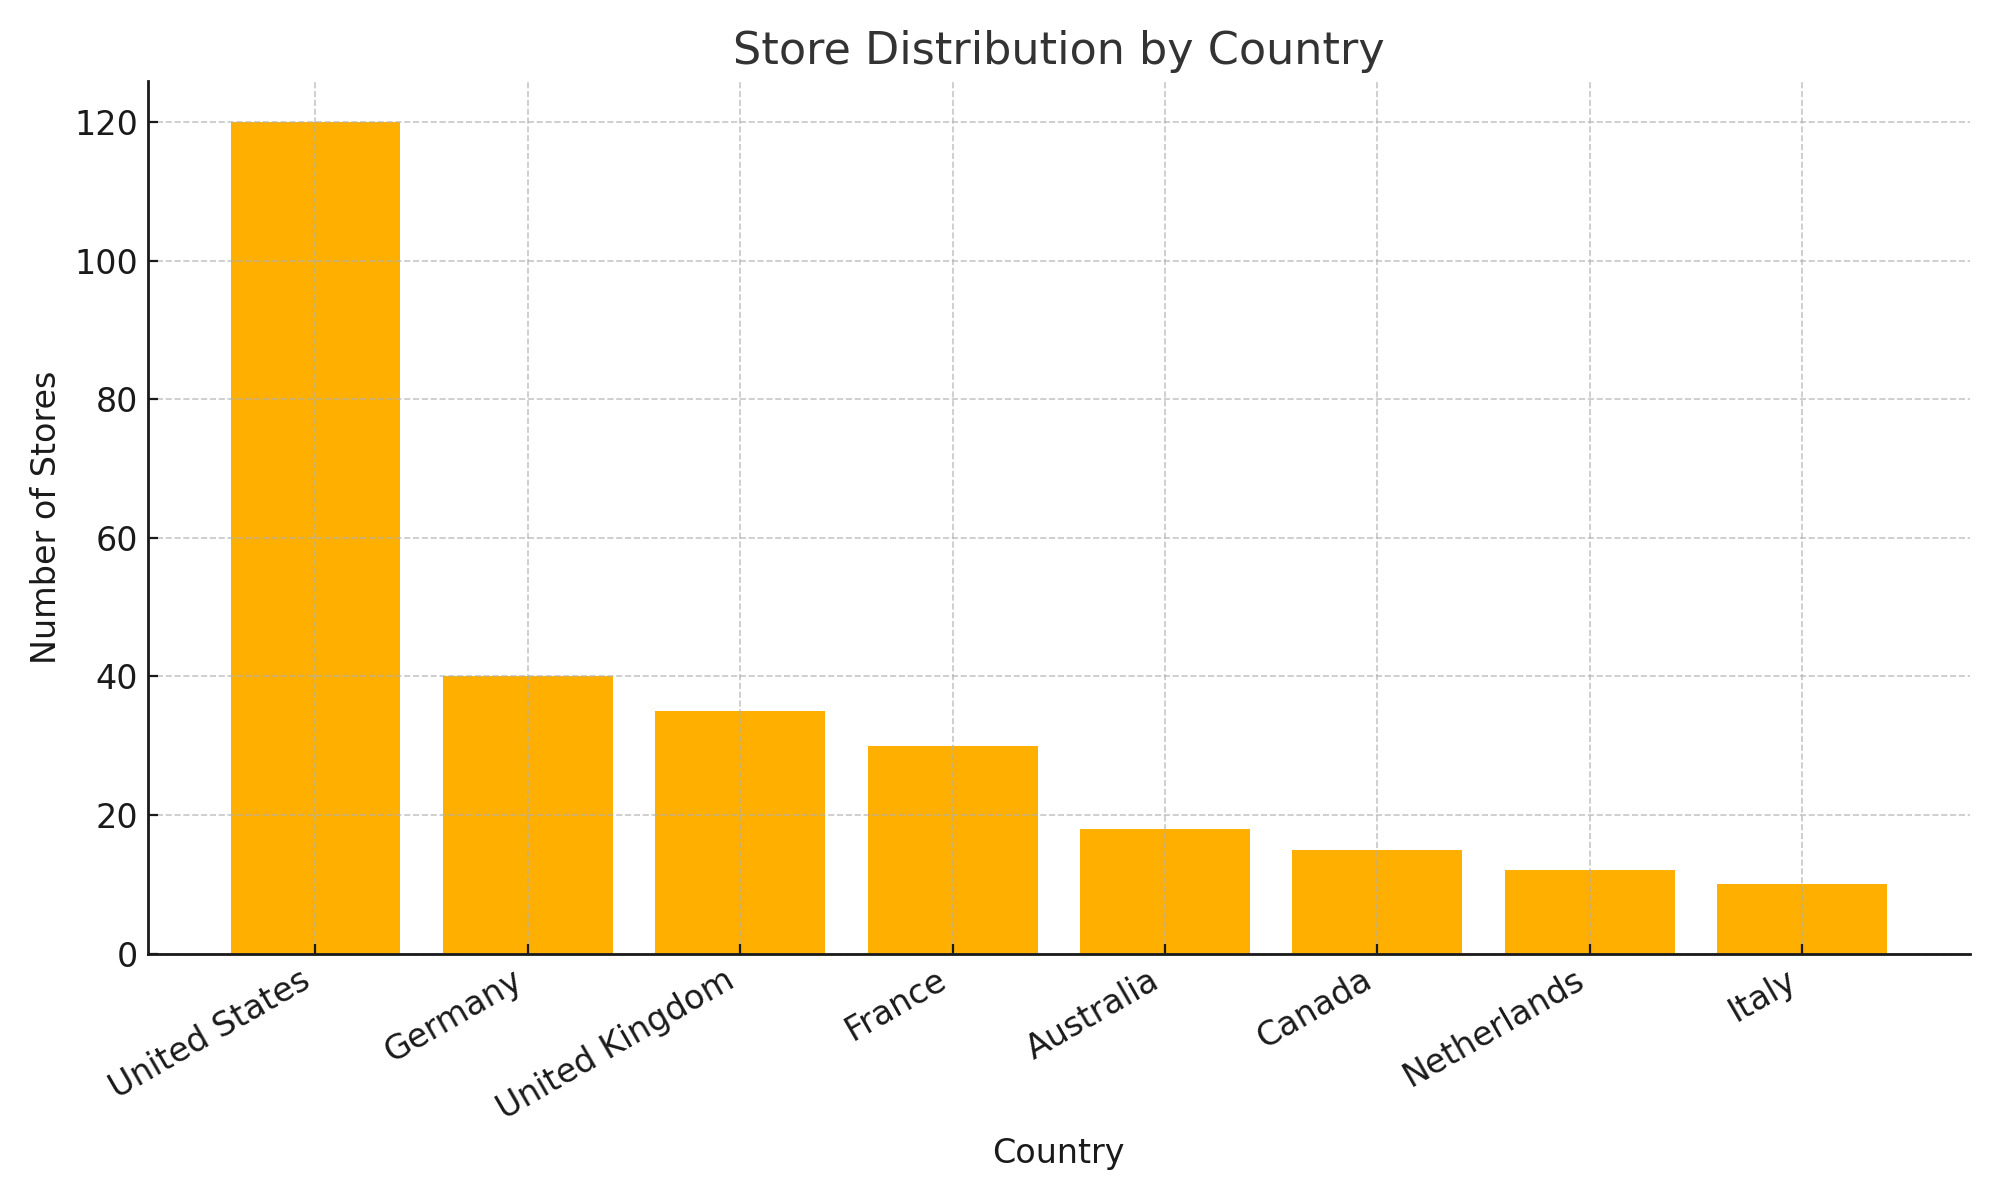 Store Distribution by Country
Number of Stores
120
100
80
60
40
20
0
United States
Germany
United Kingdom
France
Australia
Canada
Netherlands
Italy
Country